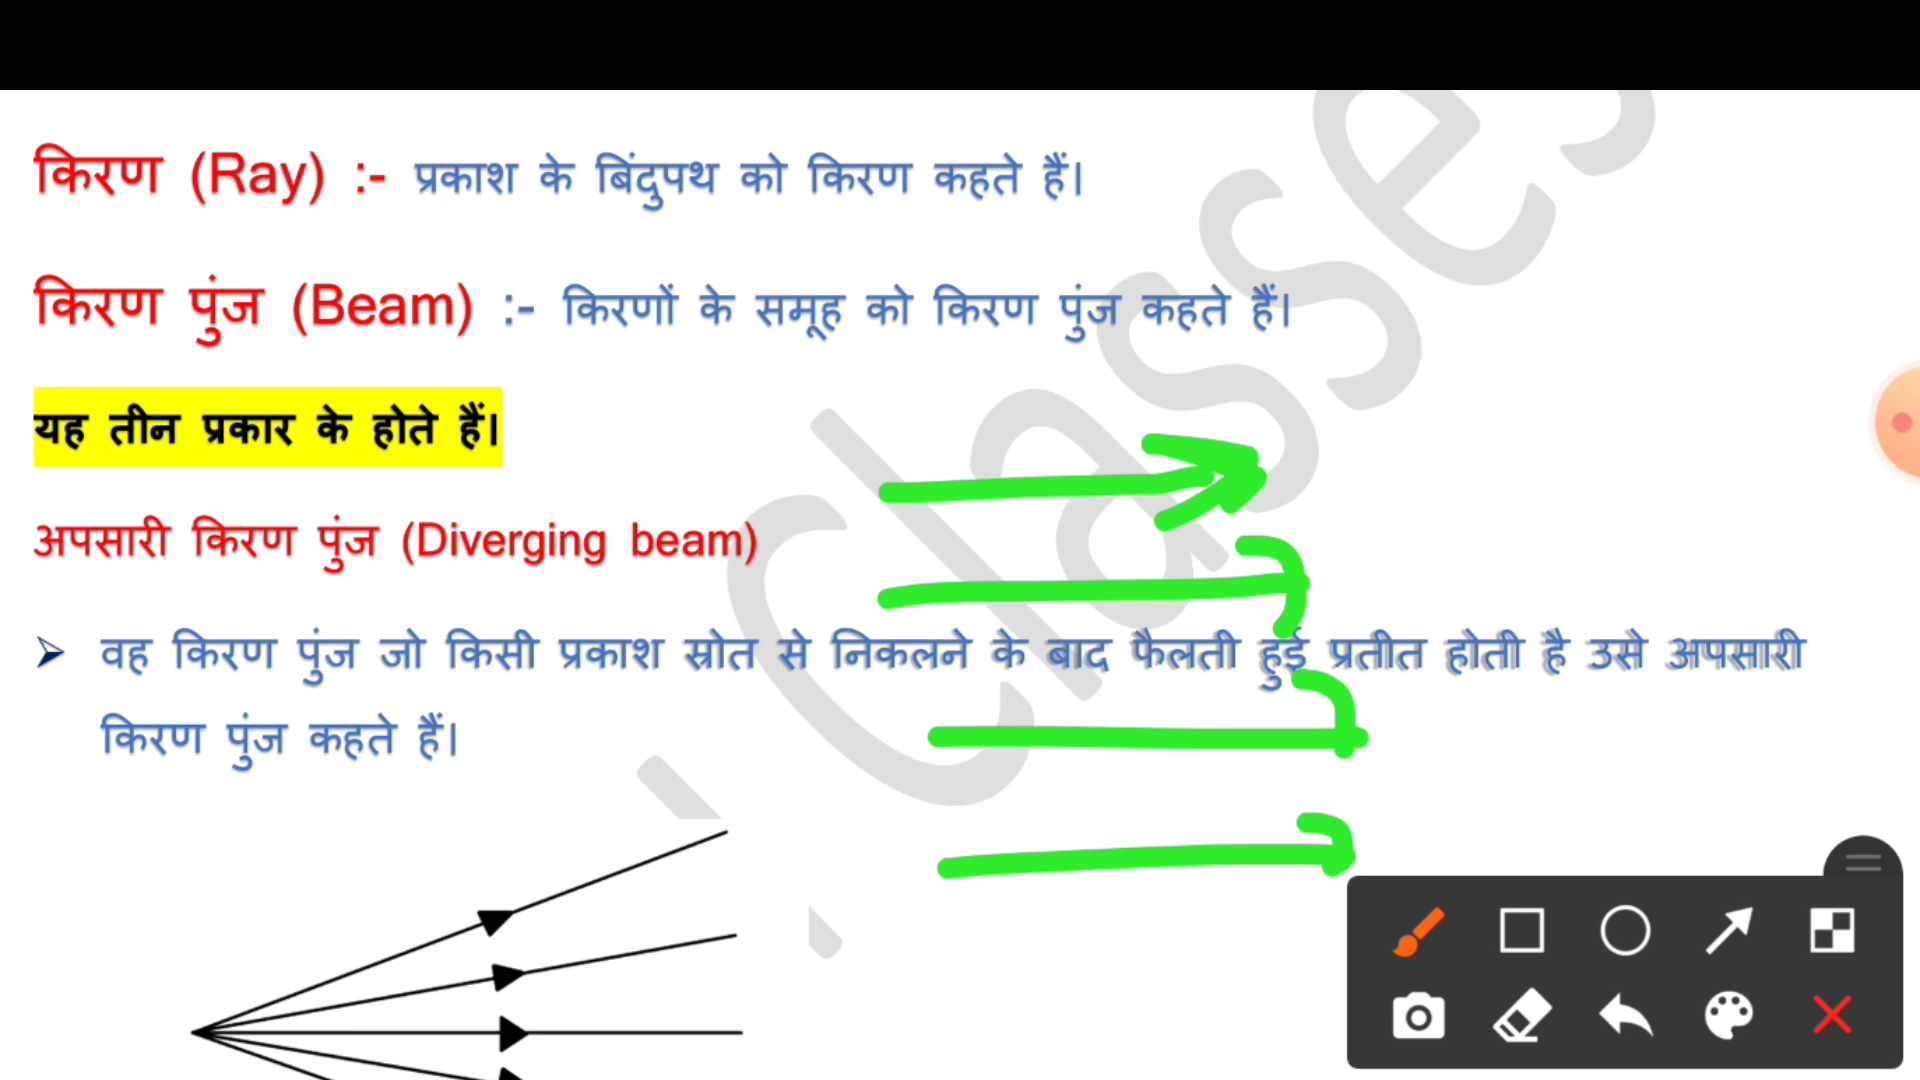 किरण (Ray) :- प्रकाश के बिंदुपथ को किरण कहते हैं।
किरण पुंज (Beam) :- किरणों के समूह को किरण पुंज कहते हैं।
यह तीन प्रकार के होते हैं।
अपसारी किरण पुंज (Diverging beam)
➢ वह किरण पुंज जो किसी प्रकाश स्रोत से निकलने के बाद फैलती हुई प्रतीत होती है उसे अपसारी
किरण पुंज कहते हैं।
Classes